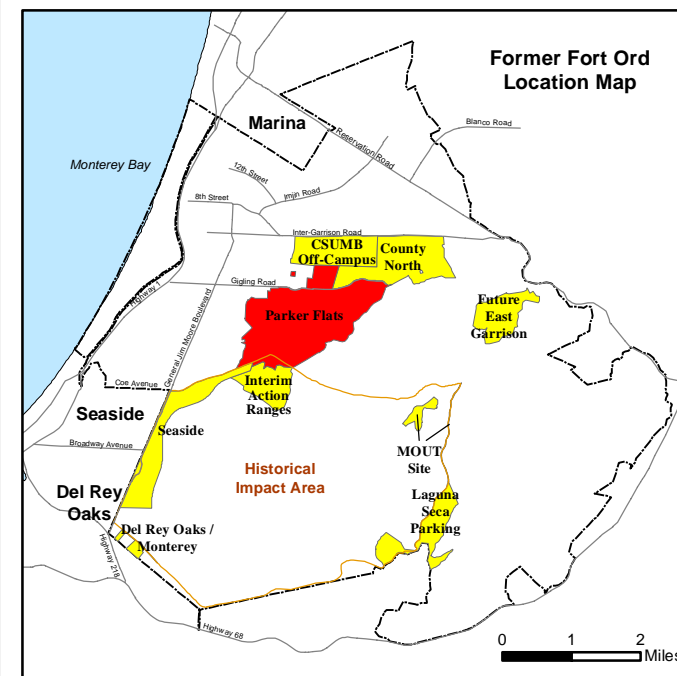 Former Fort Ord
Location Map
Marina
Blanco Road
Reservation Road
Monterey Bay
12th Street
Imjin Road
8th Street
Inter-Garrison Road
CSUMB
Off-Campus
County
North
Gigling Road
Highway 1
General Jim Moore Boulevard
Parker Flats
Future
East
Garrison
Coe Avenue
Interim
Action
Ranges
Seaside
Seaside
Broadway Avenue
MOUT
Site
Historical
Impact Area
Del Rey
Oaks
Laguna
Seca
Parking
Del Rey Oaks /
Monterey
Highway 218
Highway 68
0 1 2
Miles